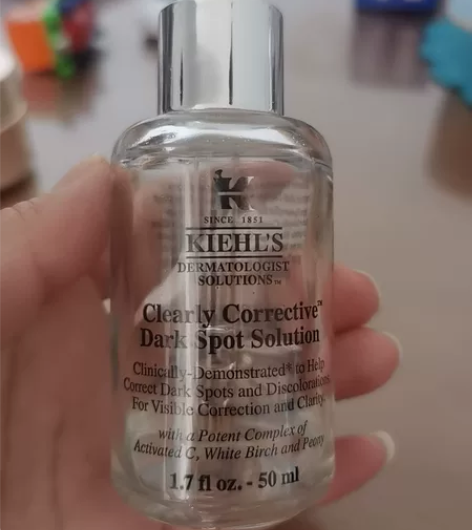 K
SINCE 1851
KIEHL'S
DERMATOLOGIST
SOLUTIONS™
Clearly Corrective™
Dark Spot Solution
Clinically-Demonstrated* to Help
Correct Dark Spots and Discolorations
For Visible Correction and Clarity.
with a Potent Complex of
Activated C, White Birch and Peony
1.7 fl oz. - 50 ml